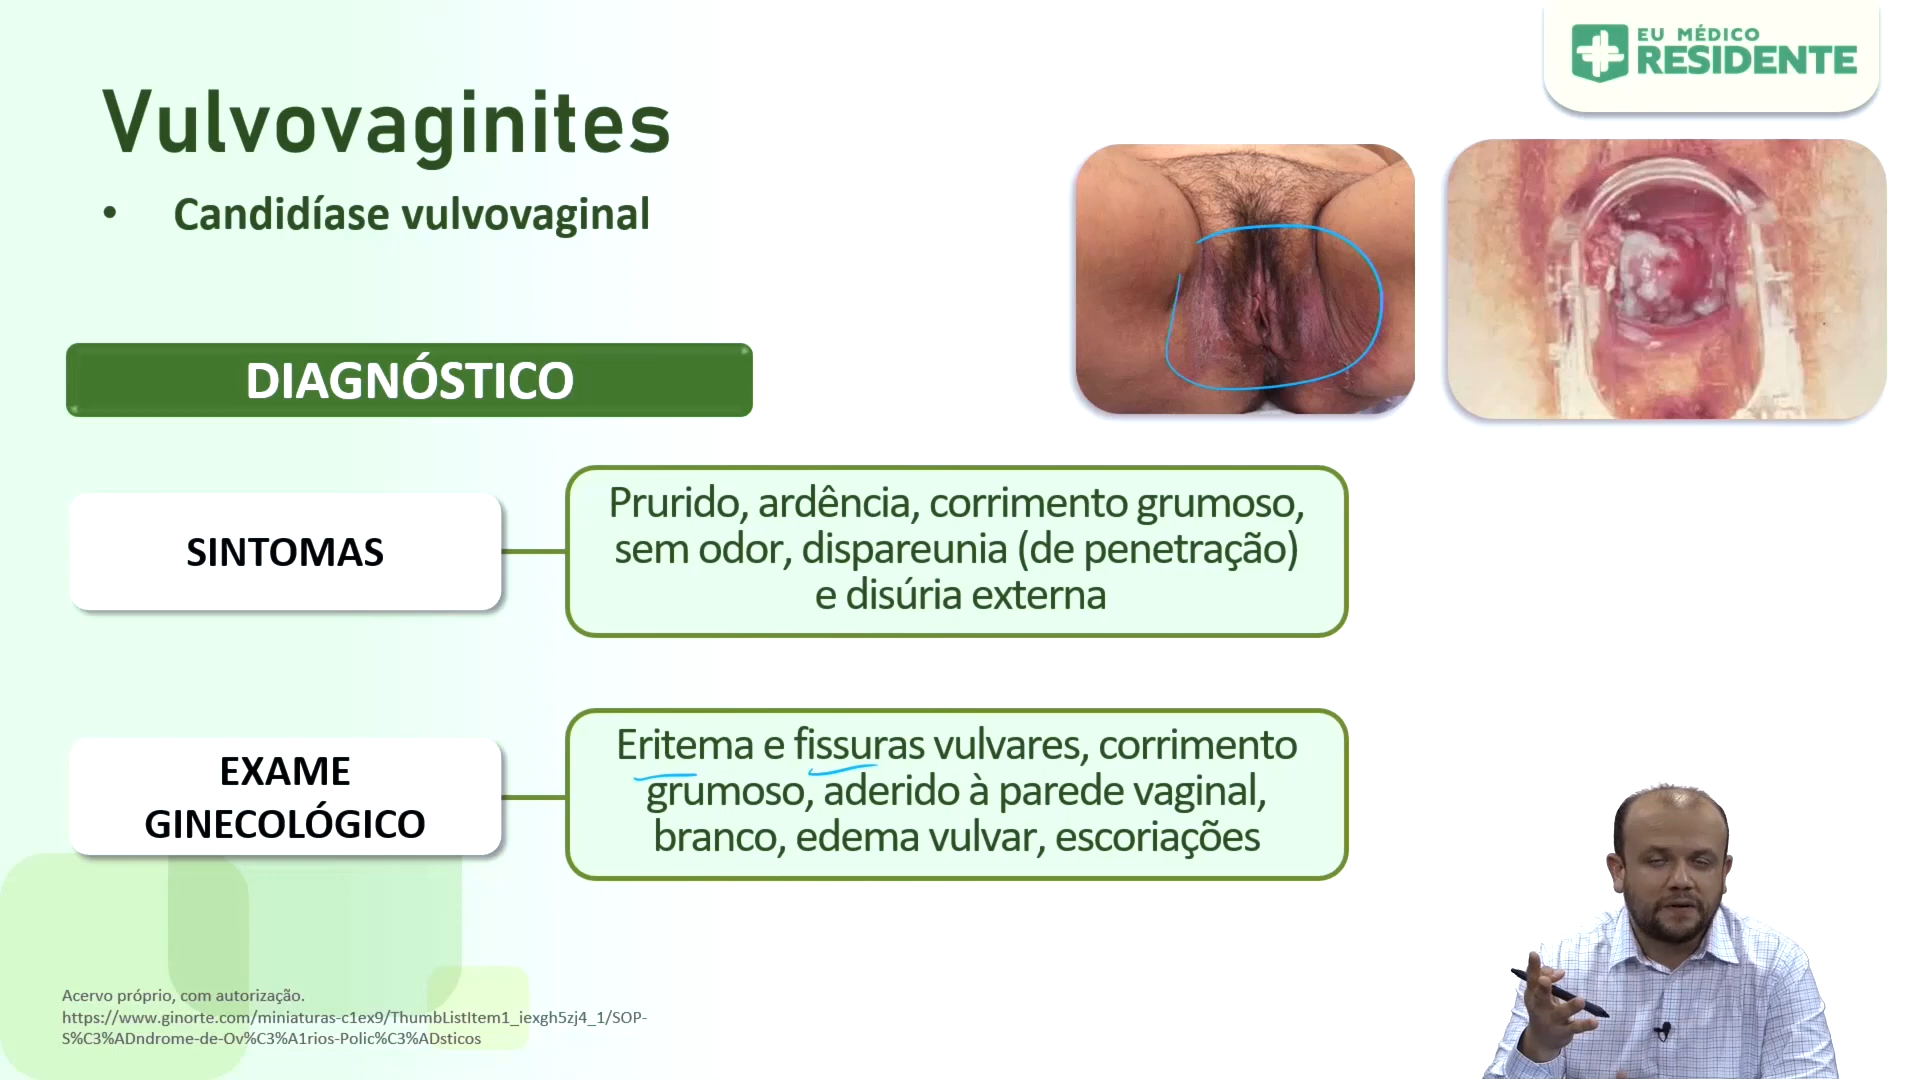 EU MÉDICO
RESIDENTE
Vulvovaginites
• Candidíase vulvovaginal
DIAGNÓSTICO
SINTOMAS
Prurido, ardência, corrimento grumoso,
sem odor, dispareunia (de penetração)
e disúria externa
EXAME
GINECOLÓGICO
Eritema e fissuras vulvares, corrimento
grumoso, aderido à parede vaginal,
branco, edema vulvar, escoriações
Acervo próprio, com autorização.
https://www.ginorte.com/miniaturas-c1ex9/ThumbListItem1_iexgh5zj4_1/SOP-
S%C3%ADndrome-de-Ov%C3%A1rios-Polic%C3%ADsticos